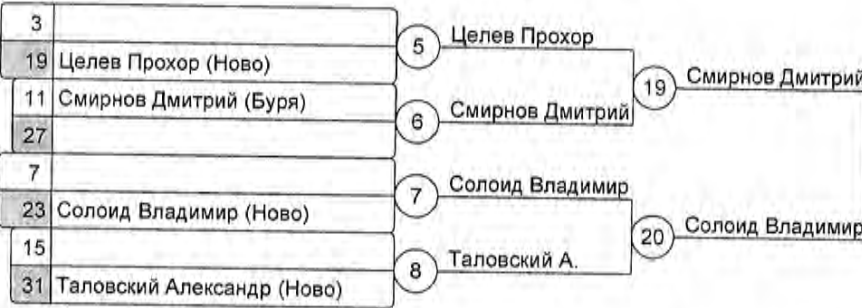 3
19 Целев Прохор (Ново)
5 Целев Прохор
11 Смирнов Дмитрий (Буря)
27
6 Смирнов Дмитрий
19 Смирнов Дмитрий
7
23 Солоид Владимир (Ново)
7 Солоид Владимир
15
31 Таловский Александр (Ново)
8 Таловский А.
20 Солоид Владимир